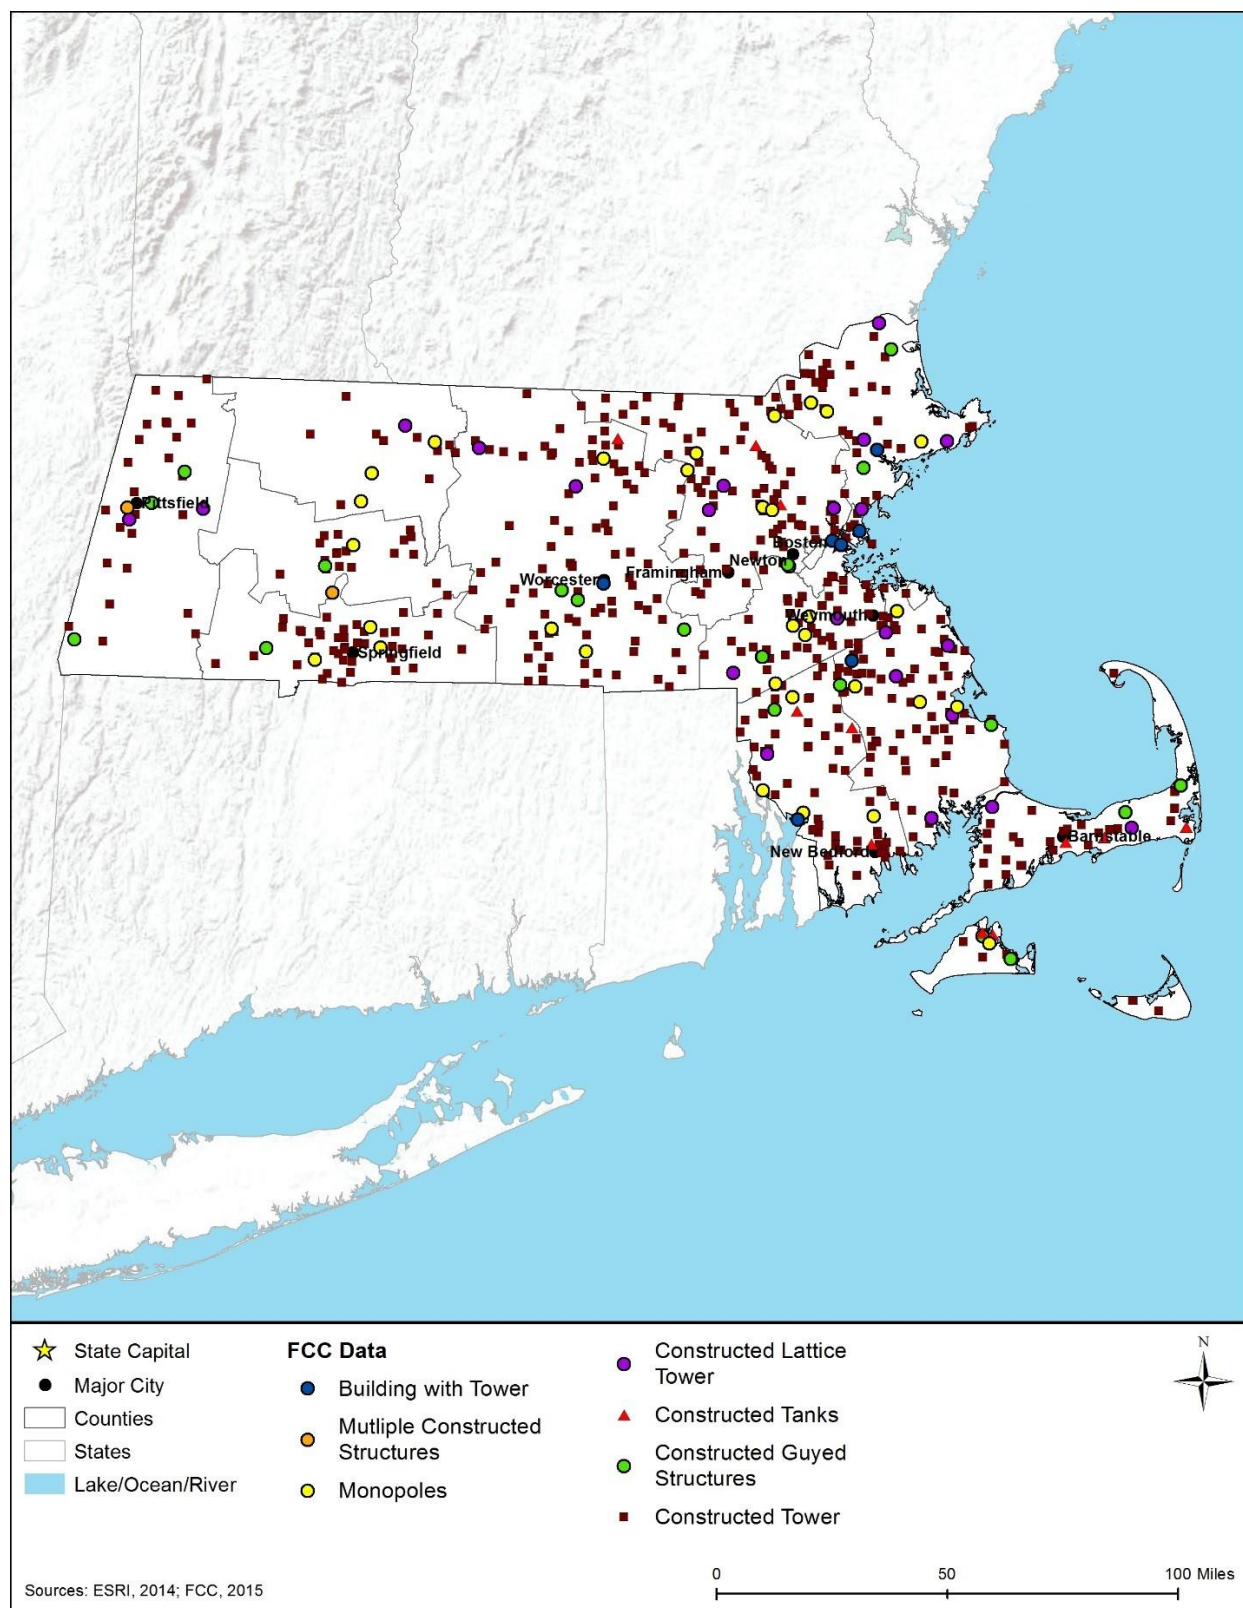 Pittsfield
Boston
Newton
Worcester
Framingham
Weymouth
Springfield
Barnstable
New Bedford
State Capital
Major City
Counties
States
Lake/Ocean/River
FCC Data
Building with Tower
Mutliple Constructed
Structures
Monopoles
Constructed Lattice
Tower
Constructed Tanks
Constructed Guyed
Structures
Constructed Tower
N
Sources: ESRI, 2014; FCC, 2015
0 50 100 Miles